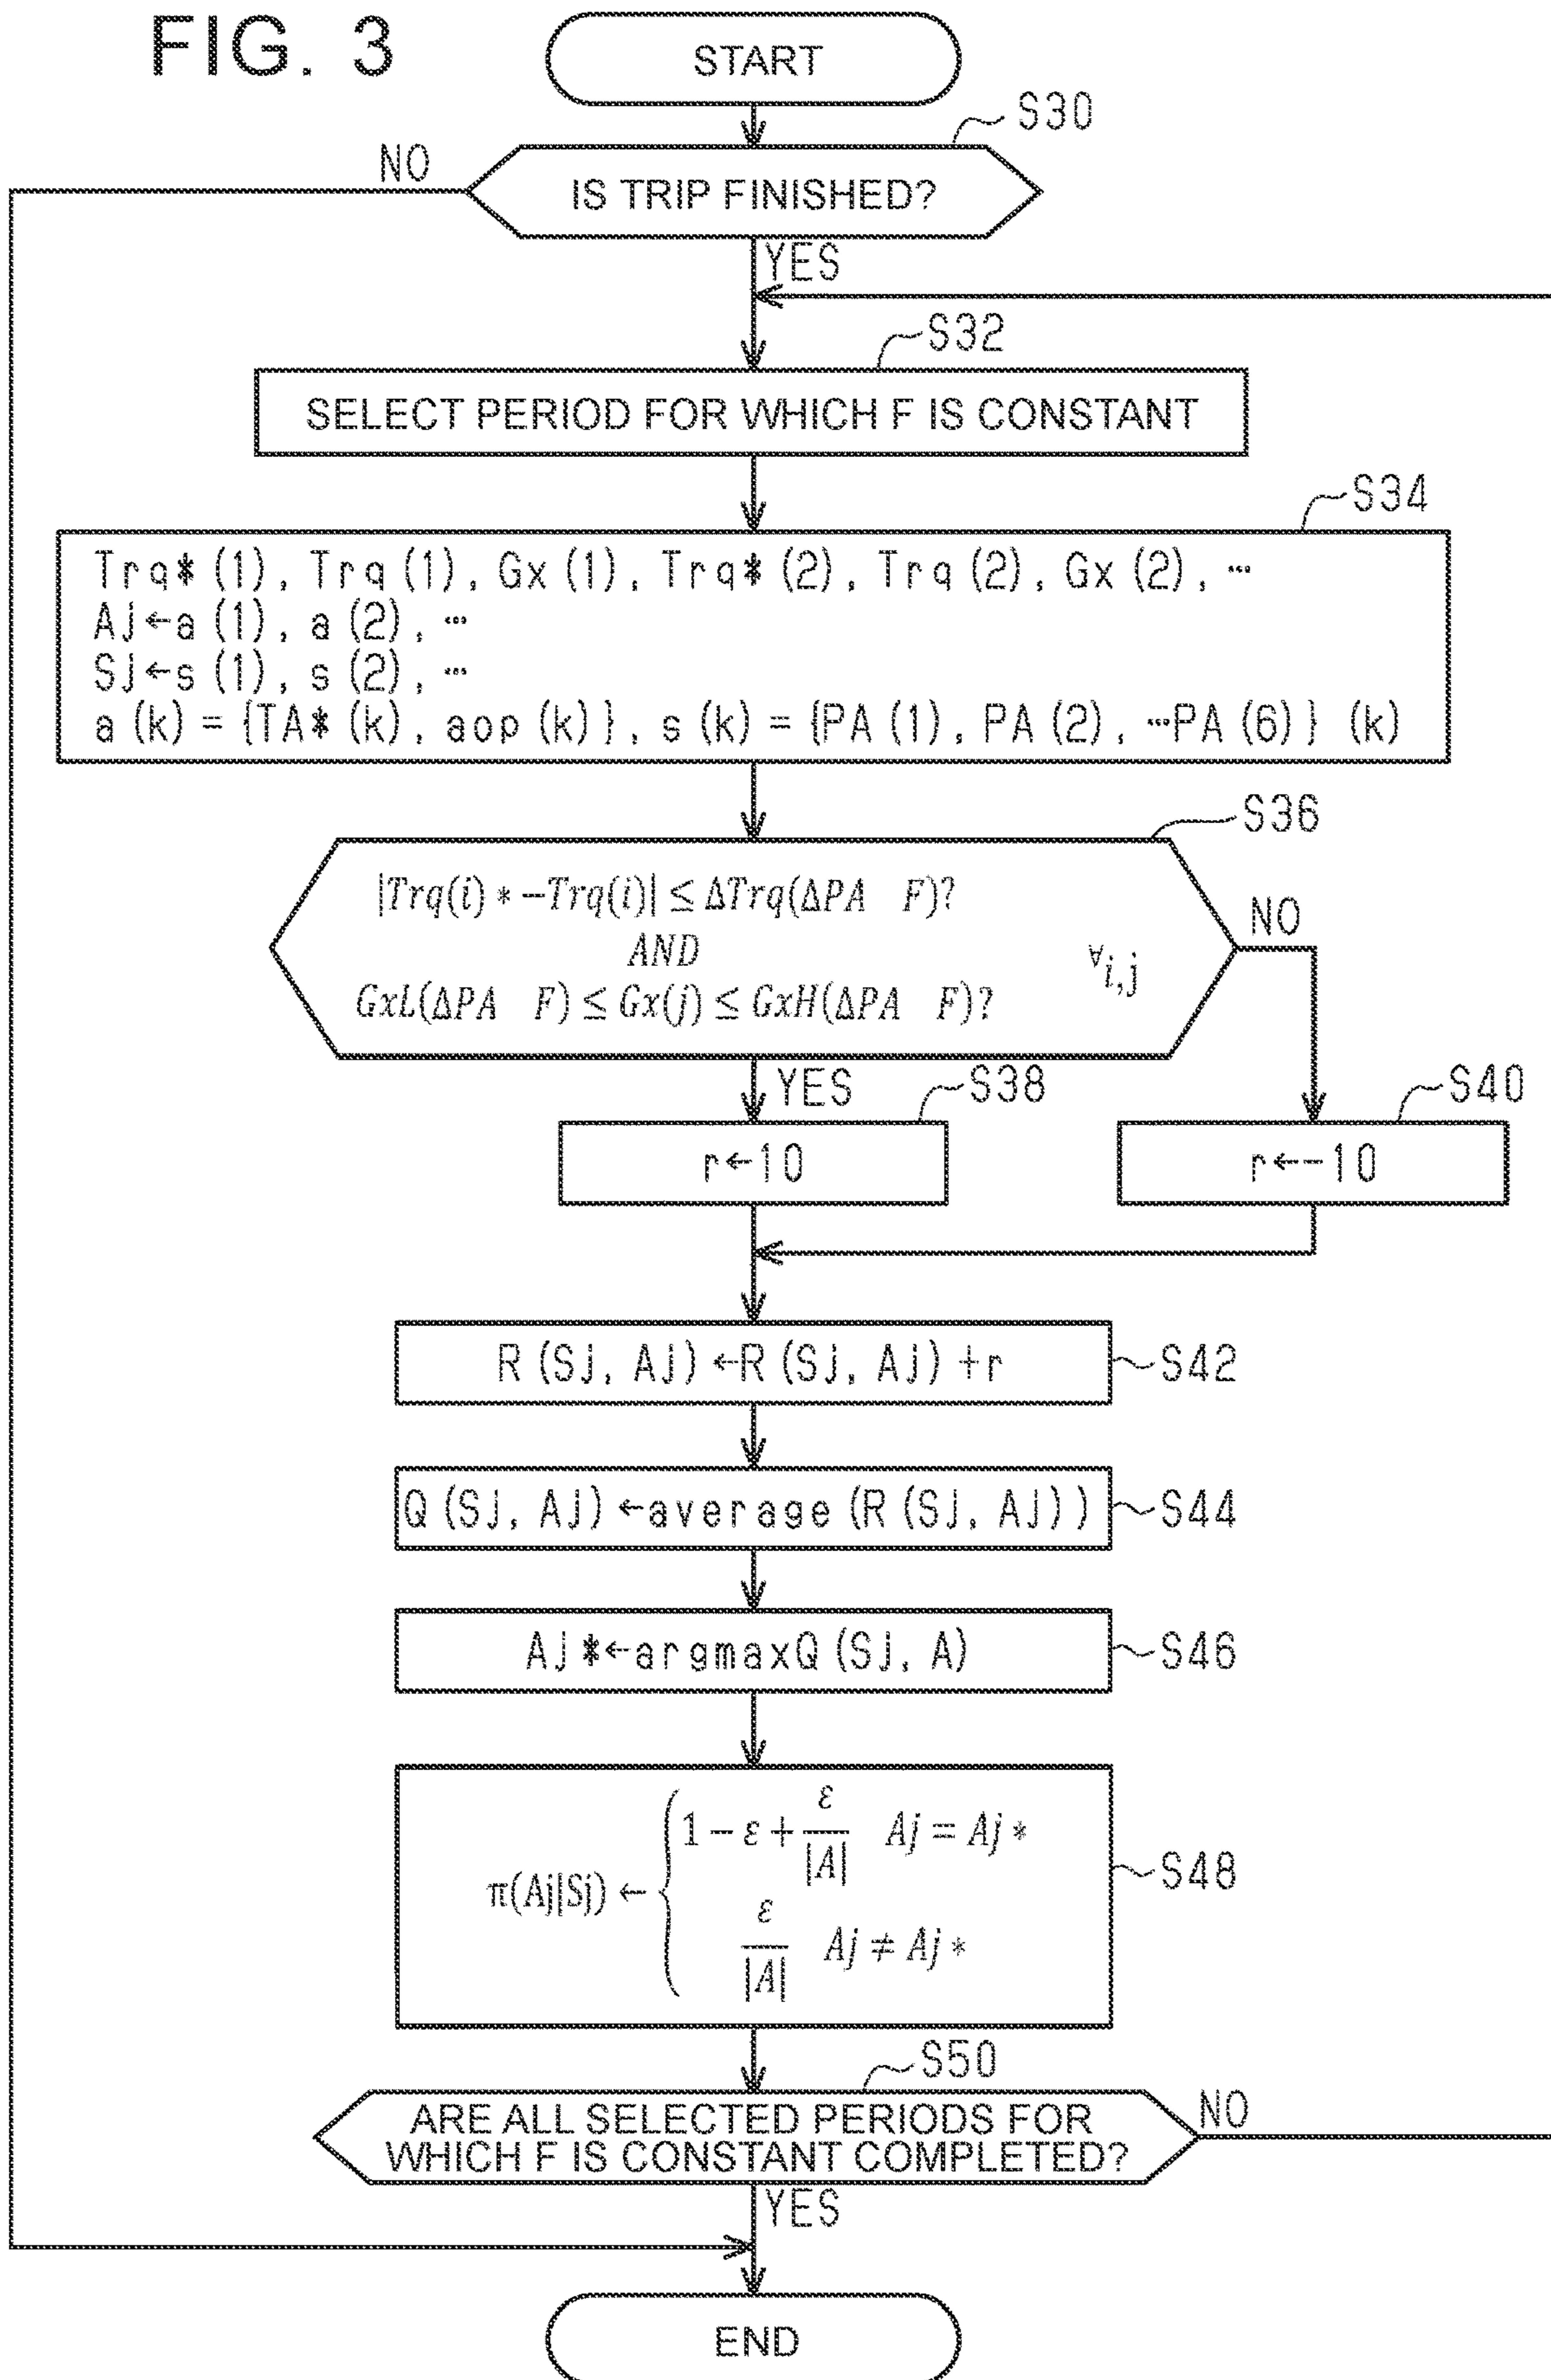 FIG. 3
START
S30
NO
IS TRIP FINISHED?
YES
S32
SELECT PERIOD FOR WHICH F IS CONSTANT
S34
Trq*(1), Trq(1), Gx(1), Trq*(2), Trq(2), Gx(2), …
Aj←a(1), a(2), …
Sj←s(1), s(2), …
a(k) = {TA*(k), aop(k)}, s(k) = {PA(1), PA(2), …PA(6)} (k)
S36
|Trq(i)*−Trq(i)| ≤ ΔTrq(ΔPA F)?
AND
∀i,j
GxL(ΔPA F) ≤ Gx(j) ≤ GxH(ΔPA F)?
NO
YES
S38
S40
r←10
r←−10
R(Sj, Aj)←R(Sj, Aj)+r
S42
Q(Sj, Aj)←average(R(Sj, Aj))
S44
Aj*←argmaxQ(Sj, A)
S46
π(Aj|Sj) ← { 1 − ε + ε/|A| Aj = Aj*
ε/|A| Aj ≠ Aj*
S48
S50
ARE ALL SELECTED PERIODS FOR
WHICH F IS CONSTANT COMPLETED?
NO
YES
END